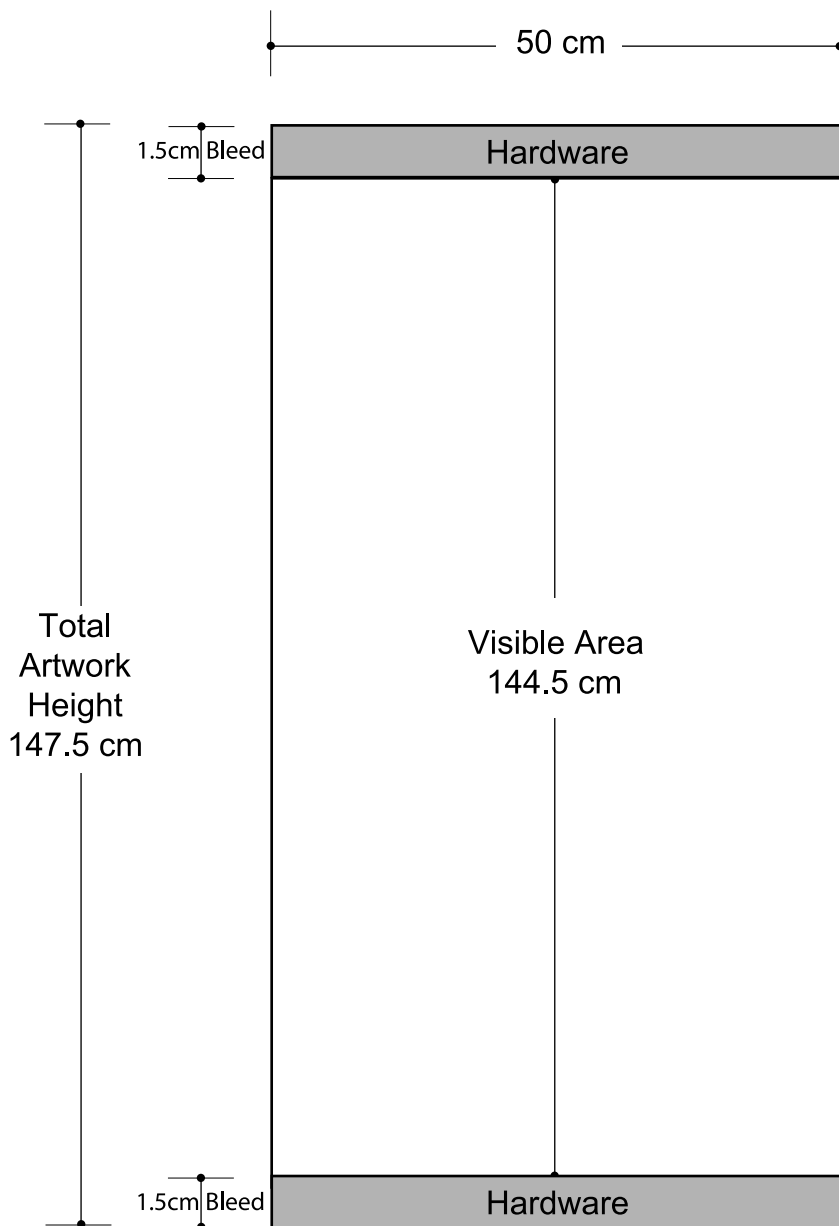 50 cm
1.5cm Bleed
Hardware
Total
Artwork
Height
147.5 cm
Visible Area
144.5 cm
1.5cm Bleed
Hardware